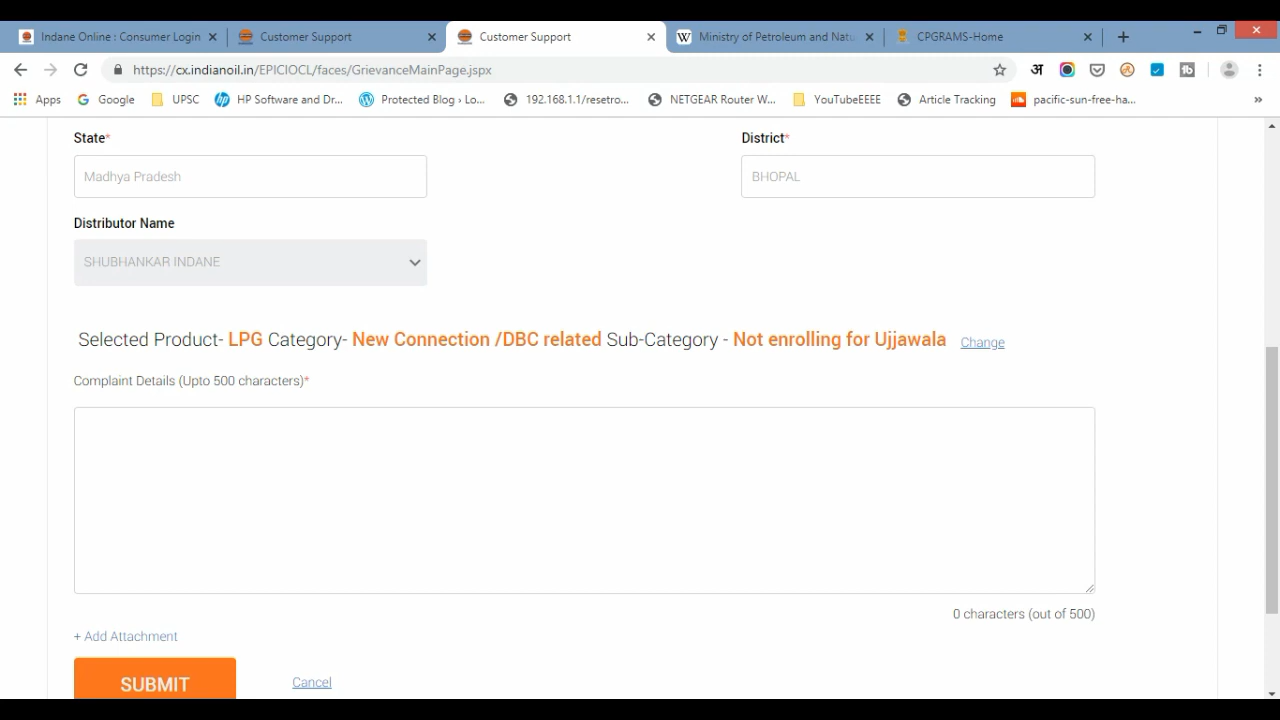 Indane Online : Consumer Login
Customer Support
Customer Support
Ministry of Petroleum and Natu
CPGRAMS-Home
https://cx.indianoil.in/EPICIOCL/faces/GrievanceMainPage.jspx
अ
Apps
Google
UPSC
HP Software and Dr...
Protected Blog › Lo...
192.168.1.1/resetro...
NETGEAR Router W...
YouTubeEEEE
Article Tracking
pacific-sun-free-ha...
»
State*
District*
Madhya Pradesh
BHOPAL
Distributor Name
SHUBHANKAR INDANE
Selected Product- LPG Category- New Connection /DBC related Sub-Category - Not enrolling for Ujjawala Change
Complaint Details (Upto 500 characters)*
0 characters (out of 500)
+ Add Attachment
SUBMIT
Cancel